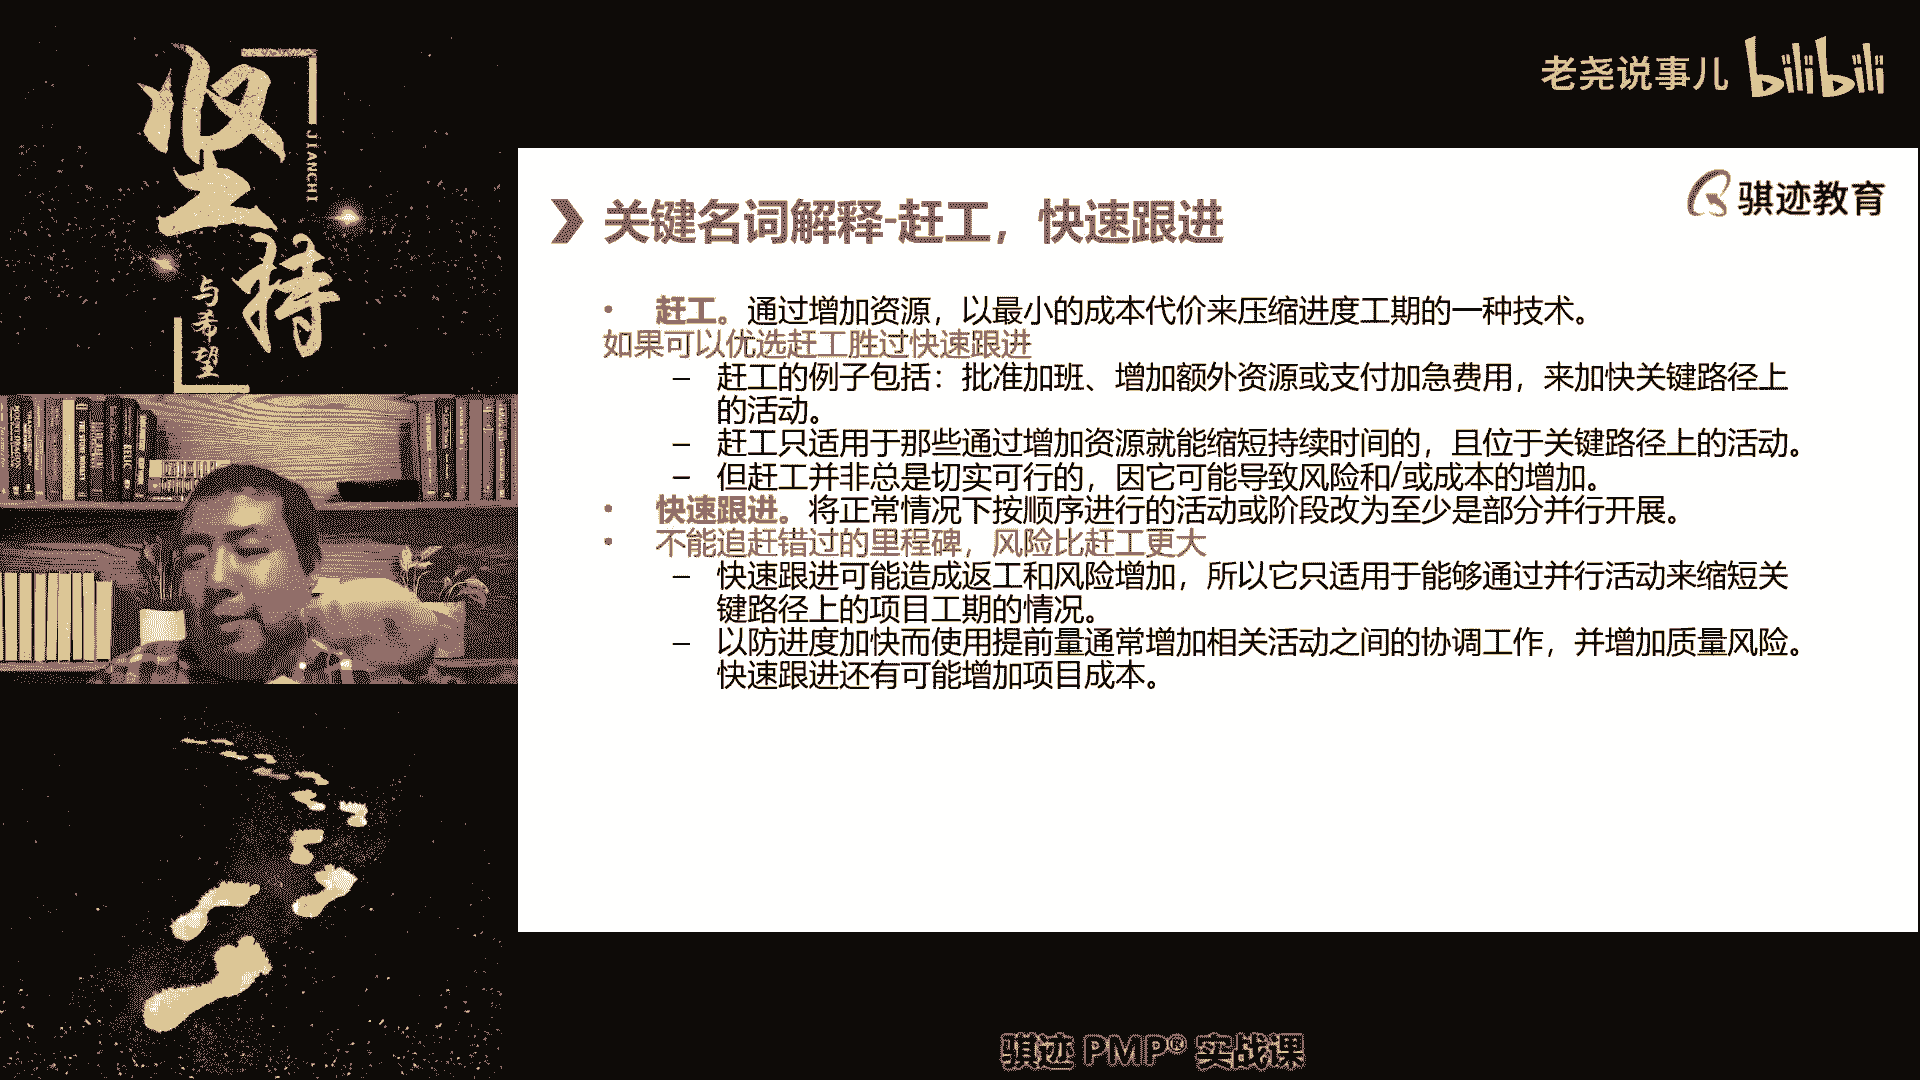 坚持
JIANCHI
与希望
老尧说事儿 bilibili
骐迹教育
关键名词解释-赶工，快速跟进
• 赶工。通过增加资源，以最小的成本代价来压缩进度工期的一种技术。
如果可以优选赶工胜过快速跟进
– 赶工的例子包括：批准加班、增加额外资源或支付加急费用，来加快关键路径上
的活动。
– 赶工只适用于那些通过增加资源就能缩短持续时间的，且位于关键路径上的活动。
– 但赶工并非总是切实可行的，因它可能导致风险和/或成本的增加。
• 快速跟进。将正常情况下按顺序进行的活动或阶段改为至少是部分并行开展。
• 不能追赶错过的里程碑，风险比赶工更大
– 快速跟进可能造成返工和风险增加，所以它只适用于能够通过并行活动来缩短关
键路径上的项目工期的情况。
– 以防进度加快而使用提前量通常增加相关活动之间的协调工作，并增加质量风险。
快速跟进还有可能增加项目成本。
骐迹 PMP® 实战课